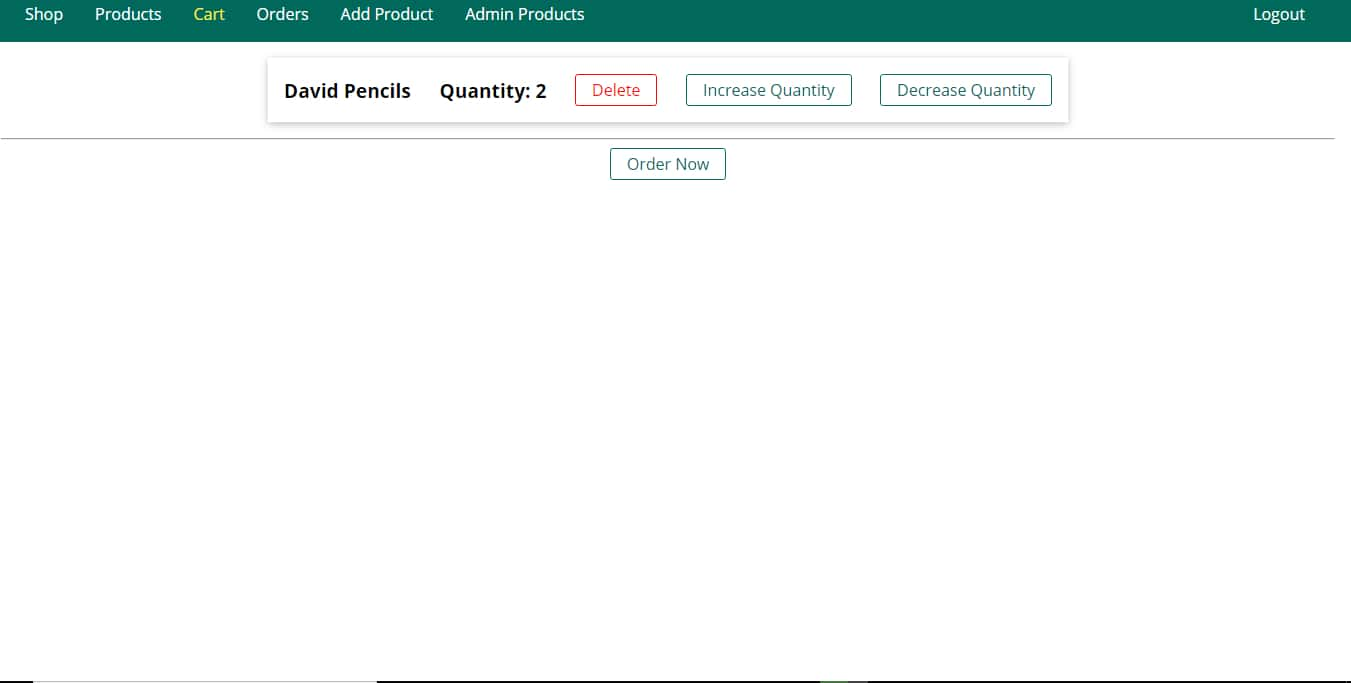 Shop Products Cart Orders Add Product Admin Products Logout
David Pencils Quantity: 2 Delete Increase Quantity Decrease Quantity
Order Now